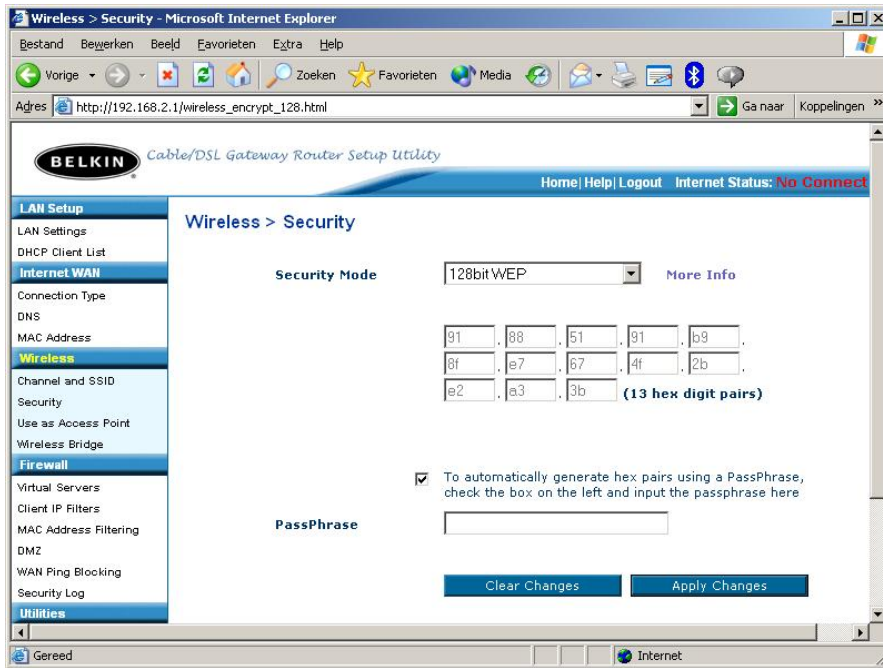 Wireless > Security - Microsoft Internet Explorer
Bestand Bewerken Beeld Favorieten Extra Help
Vorige Zoeken Favorieten Media
Adres http://192.168.2.1/wireless_encrypt_128.html Ga naar Koppelingen »
BELKIN Cable/DSL Gateway Router Setup Utility
Home| Help| Logout Internet Status: No Connect
LAN Setup
LAN Settings
DHCP Client List
Internet WAN
Connection Type
DNS
MAC Address
Wireless
Channel and SSID
Security
Use as Access Point
Wireless Bridge
Firewall
Virtual Servers
Client IP Filters
MAC Address Filtering
DMZ
WAN Ping Blocking
Security Log
Utilities
Wireless > Security
Security Mode 128bit WEP More Info
91 . 88 . 51 . 91 . b9 .
8f . e7 . 67 . 4f . 2b .
e2 . a3 . 3b (13 hex digit pairs)
To automatically generate hex pairs using a PassPhrase,
check the box on the left and input the passphrase here
PassPhrase
Clear Changes Apply Changes
Gereed Internet